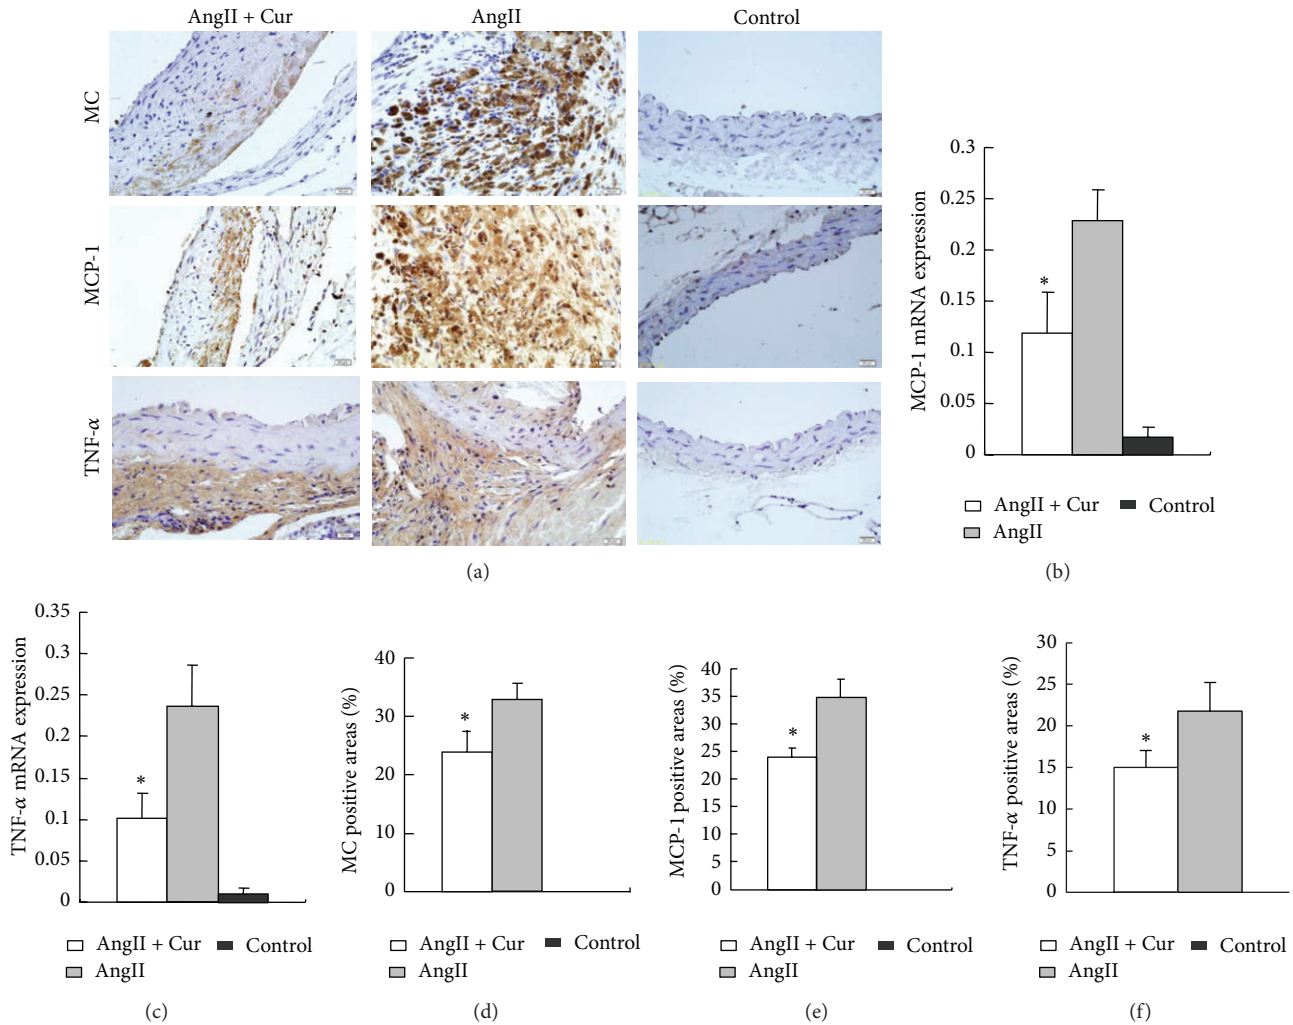 AngII + Cur
AngII
Control
MC
MCP-1
TNF-α
(a)
MCP-1 mRNA expression
0.3
0.25
0.2
0.15
0.1
0.05
0
*
AngII + Cur
Control
AngII
(b)
TNF-α mRNA expression
0.35
0.3
0.25
0.2
0.15
0.1
0.05
0
*
AngII + Cur
Control
AngII
(c)
MC positive areas (%)
40
30
20
10
0
*
AngII + Cur
Control
AngII
(d)
MCP-1 positive areas (%)
40
35
30
25
20
15
10
5
0
*
AngII + Cur
Control
AngII
(e)
TNF-α positive areas (%)
30
25
20
15
10
5
0
*
AngII + Cur
Control
AngII
(f)